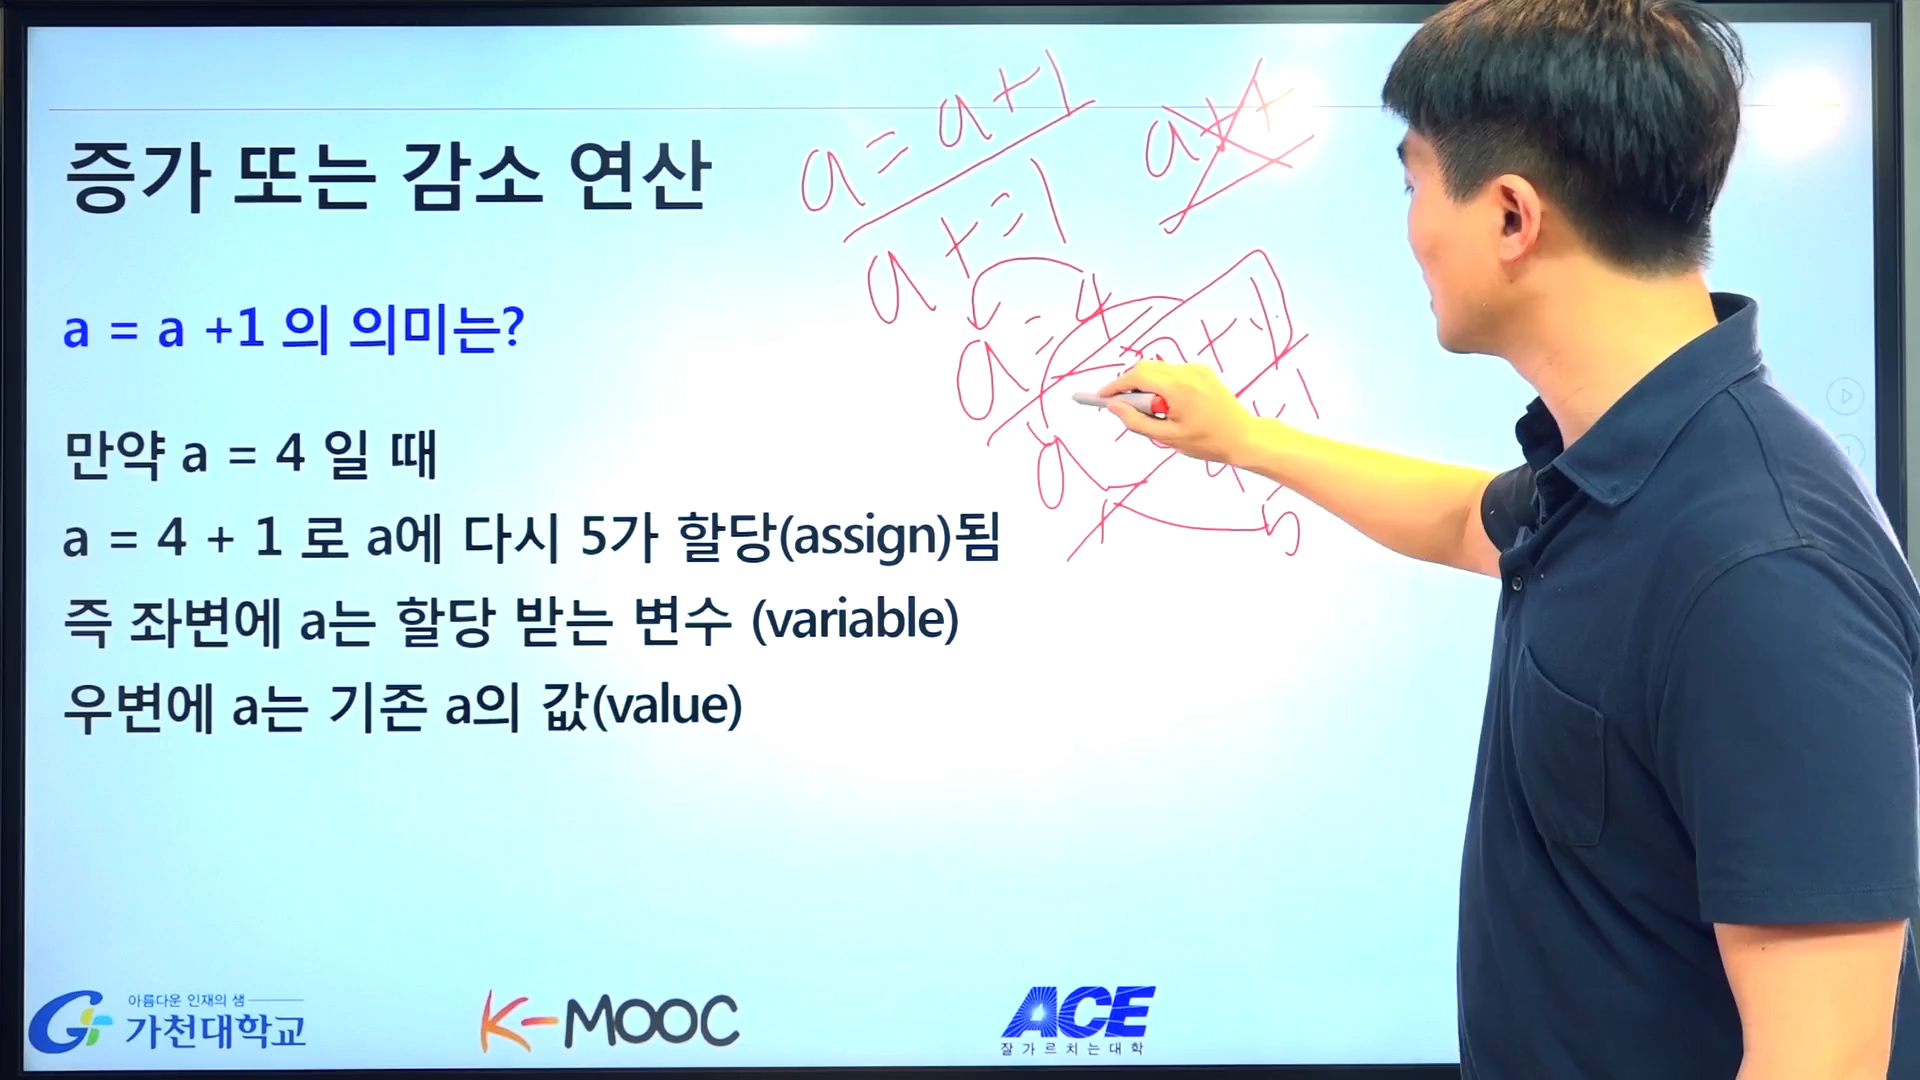 증가 또는 감소 연산
a = a +1 의 의미는?
만약 a = 4 일 때
a = 4 + 1 로 a에 다시 5가 할당(assign)됨
즉 좌변에 a는 할당 받는 변수 (variable)
우변에 a는 기존 a의 값(value)
a = a+1
a++
a += 1
a = 4
a
5
아름다운 인재의 샘
가천대학교
K-MOOC
ACE
잘가르치는대학